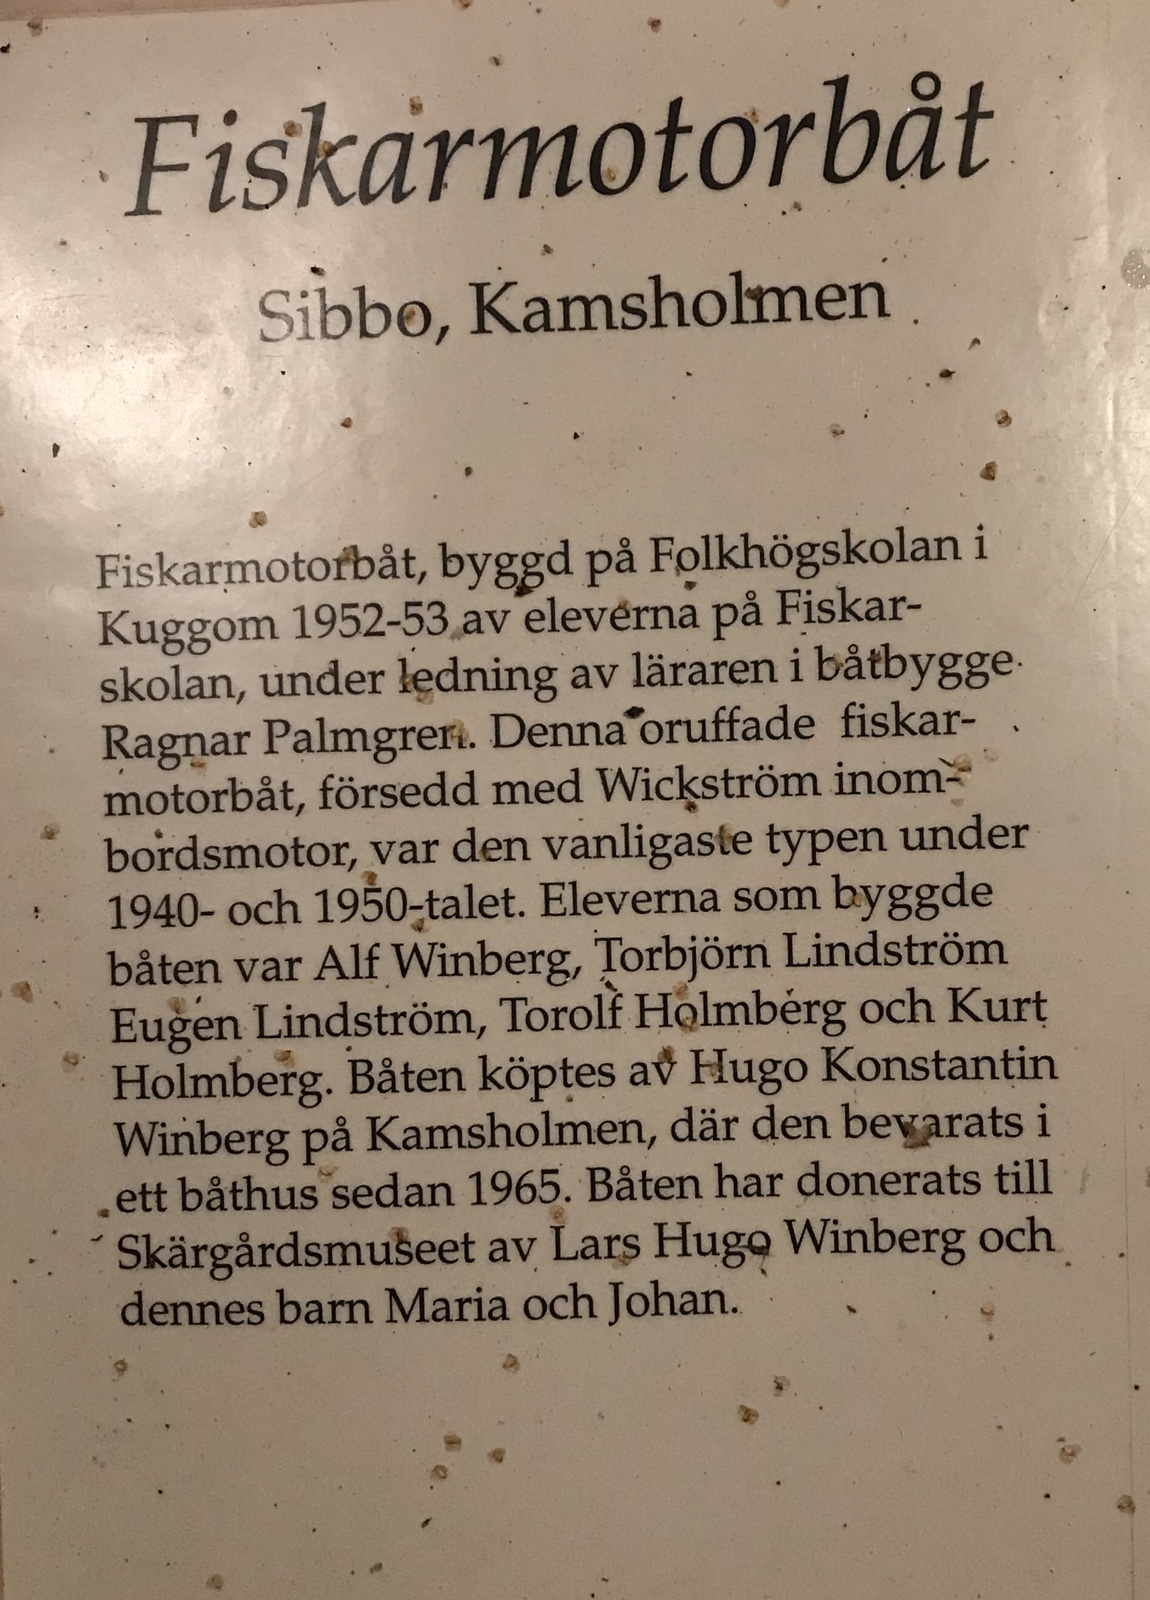 Fiskarmotorbåt
Sibbo, Kamsholmen
Fiskarmotorbåt, byggd på Folkhögskolan i
Kuggom 1952-53 av eleverna på Fiskar-
skolan, under ledning av läraren i båtbygge
Ragnar Palmgren. Denna oruffade fiskar-
motorbåt, försedd med Wickström inom-
bordsmotor, var den vanligaste typen under
1940- och 1950-talet. Eleverna som byggde
båten var Alf Winberg, Torbjörn Lindström
Eugen Lindström, Torolf Holmberg och Kurt
Holmberg. Båten köptes av Hugo Konstantin
Winberg på Kamsholmen, där den bevarats i
ett båthus sedan 1965. Båten har donerats till
Skärgårdsmuseet av Lars Hugo Winberg och
dennes barn Maria och Johan.